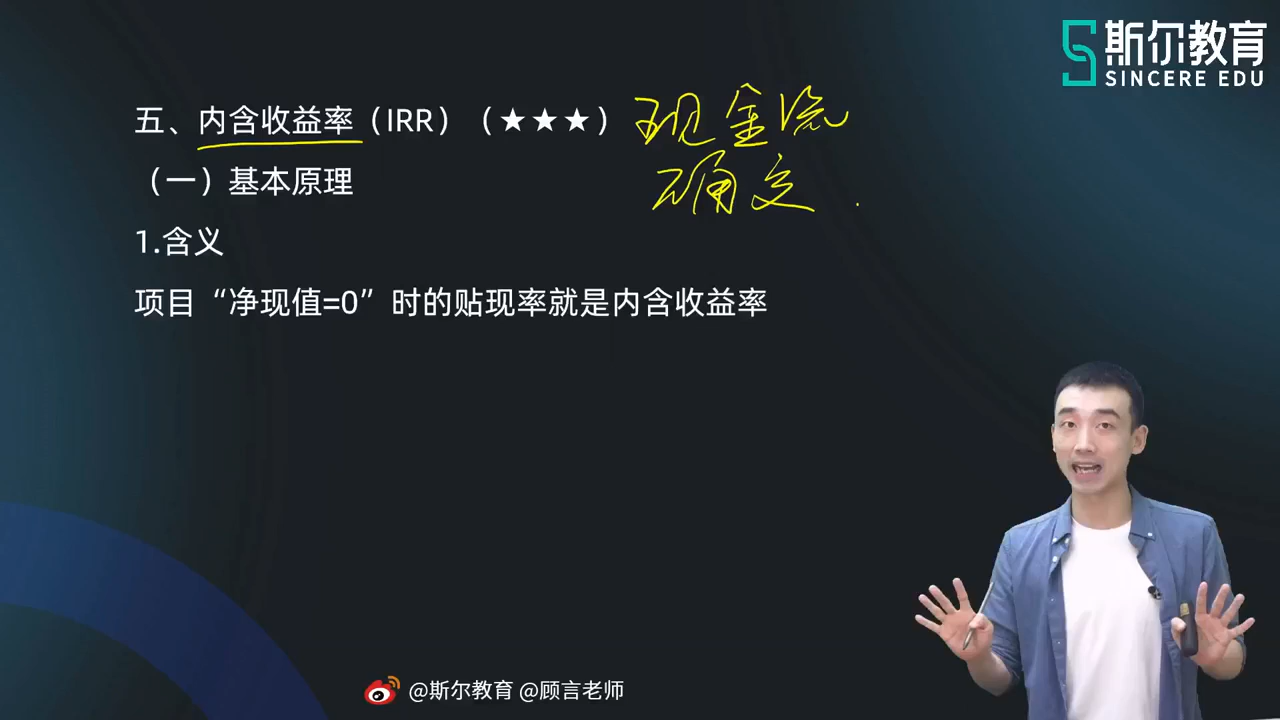 斯尔教育
SINCERE EDU
五、内含收益率（IRR）（★★★）现金流
确定.
（一）基本原理
1.含义
项目“净现值=0”时的贴现率就是内含收益率
@斯尔教育 @顾言老师